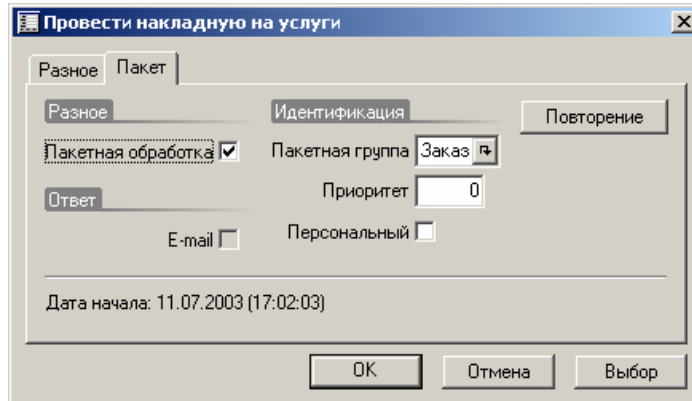 Провести накладную на услуги
Разное Пакет
Разное
Идентификация
Повторение
Пакетная обработка
Пакетная группа Заказ
Ответ
Приоритет 0
E-mail
Персональный
Дата начала: 11.07.2003 (17:02:03)
OK Отмена Выбор